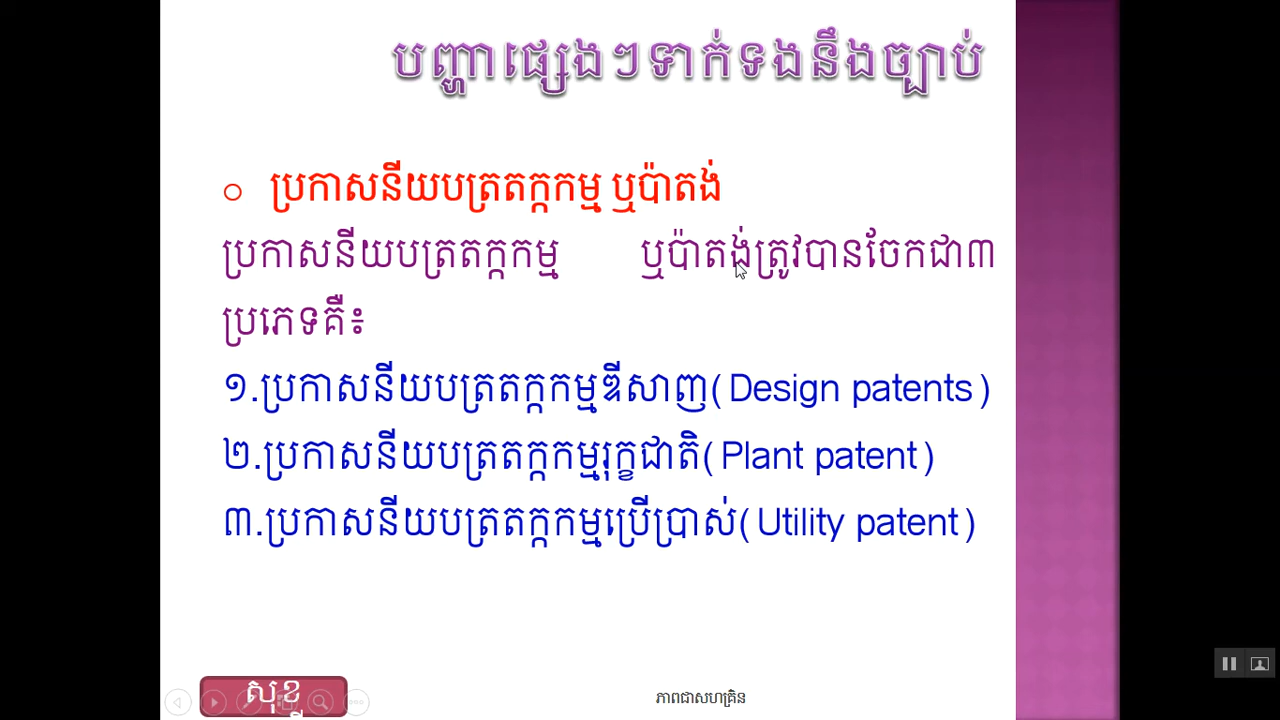 បញ្ហាផ្សេងៗទាក់ទងនឹងច្បាប់
ប្រកាសនីយបត្រតក្កកម្ម ឬប៉ាតង់
ប្រកាសនីយបត្រតក្កកម្ម ឬប៉ាតង់ត្រូវបានចែកជា៣
ប្រភេទគឺ៖
១.ប្រកាសនីយបត្រតក្កកម្មឌីសាញ(Design patents)
២.ប្រកាសនីយបត្រតក្កកម្មរុក្ខជាតិ(Plant patent)
៣.ប្រកាសនីយបត្រតក្កកម្មប្រើប្រាស់(Utility patent)
សុខ
ភាពជាសហគ្រិន